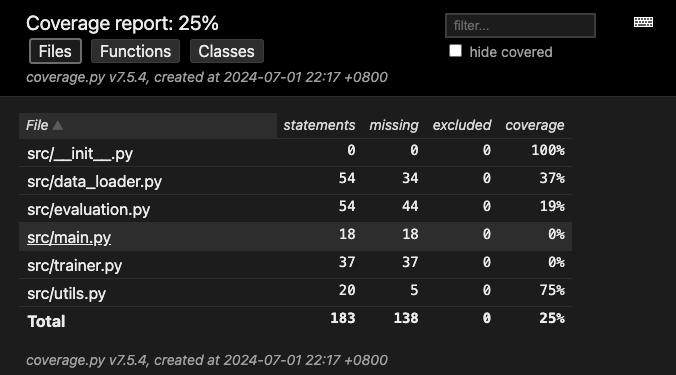 Coverage report: 25%
filter...
Files Functions Classes
hide covered
coverage.py v7.5.4, created at 2024-07-01 22:17 +0800
File statements missing excluded coverage
src/__init__.py 0 0 0 100%
src/data_loader.py 54 34 0 37%
src/evaluation.py 54 44 0 19%
src/main.py 18 18 0 0%
src/trainer.py 37 37 0 0%
src/utils.py 20 5 0 75%
Total 183 138 0 25%
coverage.py v7.5.4, created at 2024-07-01 22:17 +0800